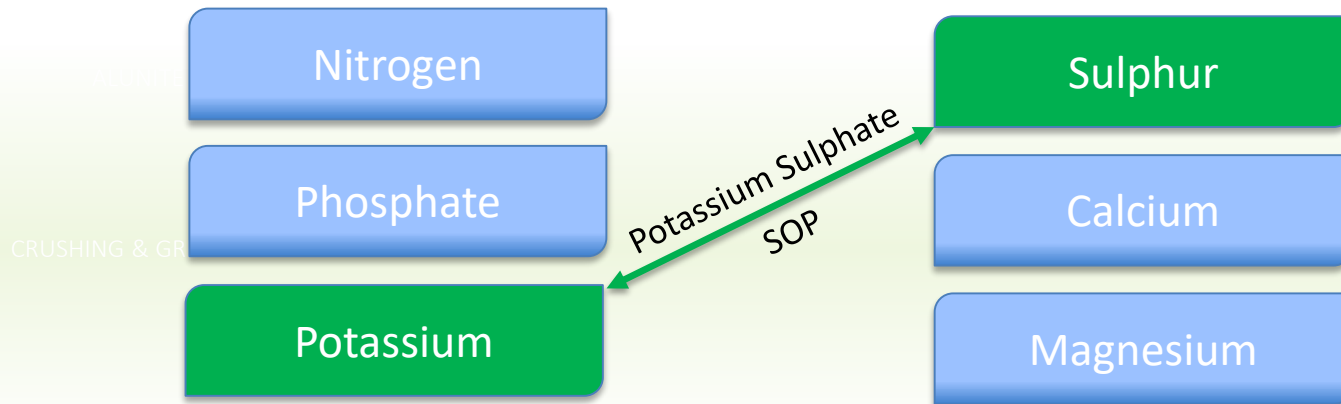 Nitrogen
Sulphur
Potassium Sulphate
SOP
Phosphate
Calcium
CRUSHING & GR
Potassium
Magnesium